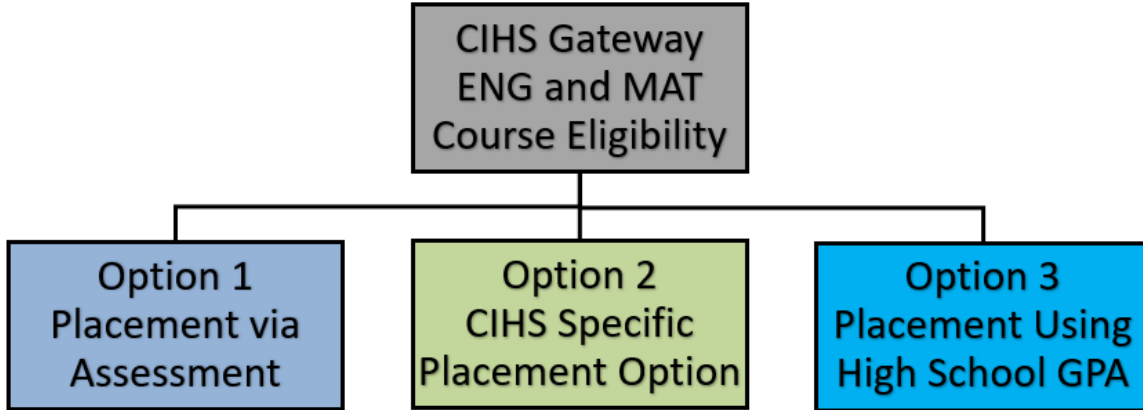 CIHS Gateway
ENG and MAT
Course Eligibility
Option 1
Placement via
Assessment
Option 2
CIHS Specific
Placement Option
Option 3
Placement Using
High School GPA